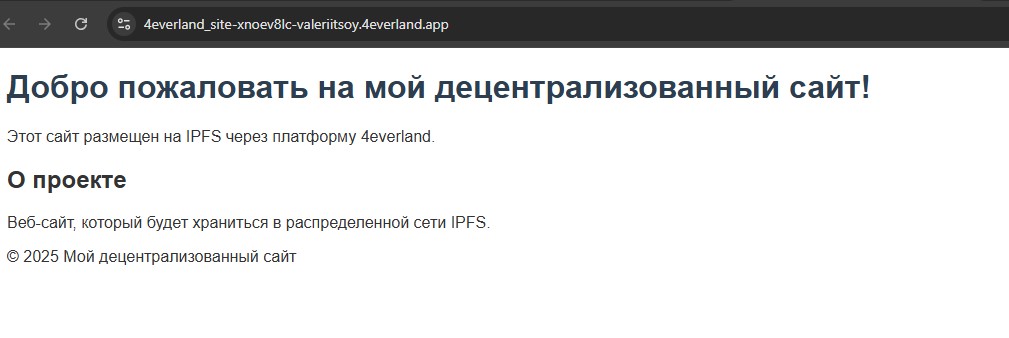 4everland_site-xnoev8lc-valeriitsoy.4everland.app
Добро пожаловать на мой децентрализованный сайт!
Этот сайт размещен на IPFS через платформу 4everland.
О проекте
Веб-сайт, который будет храниться в распределенной сети IPFS.
© 2025 Мой децентрализованный сайт